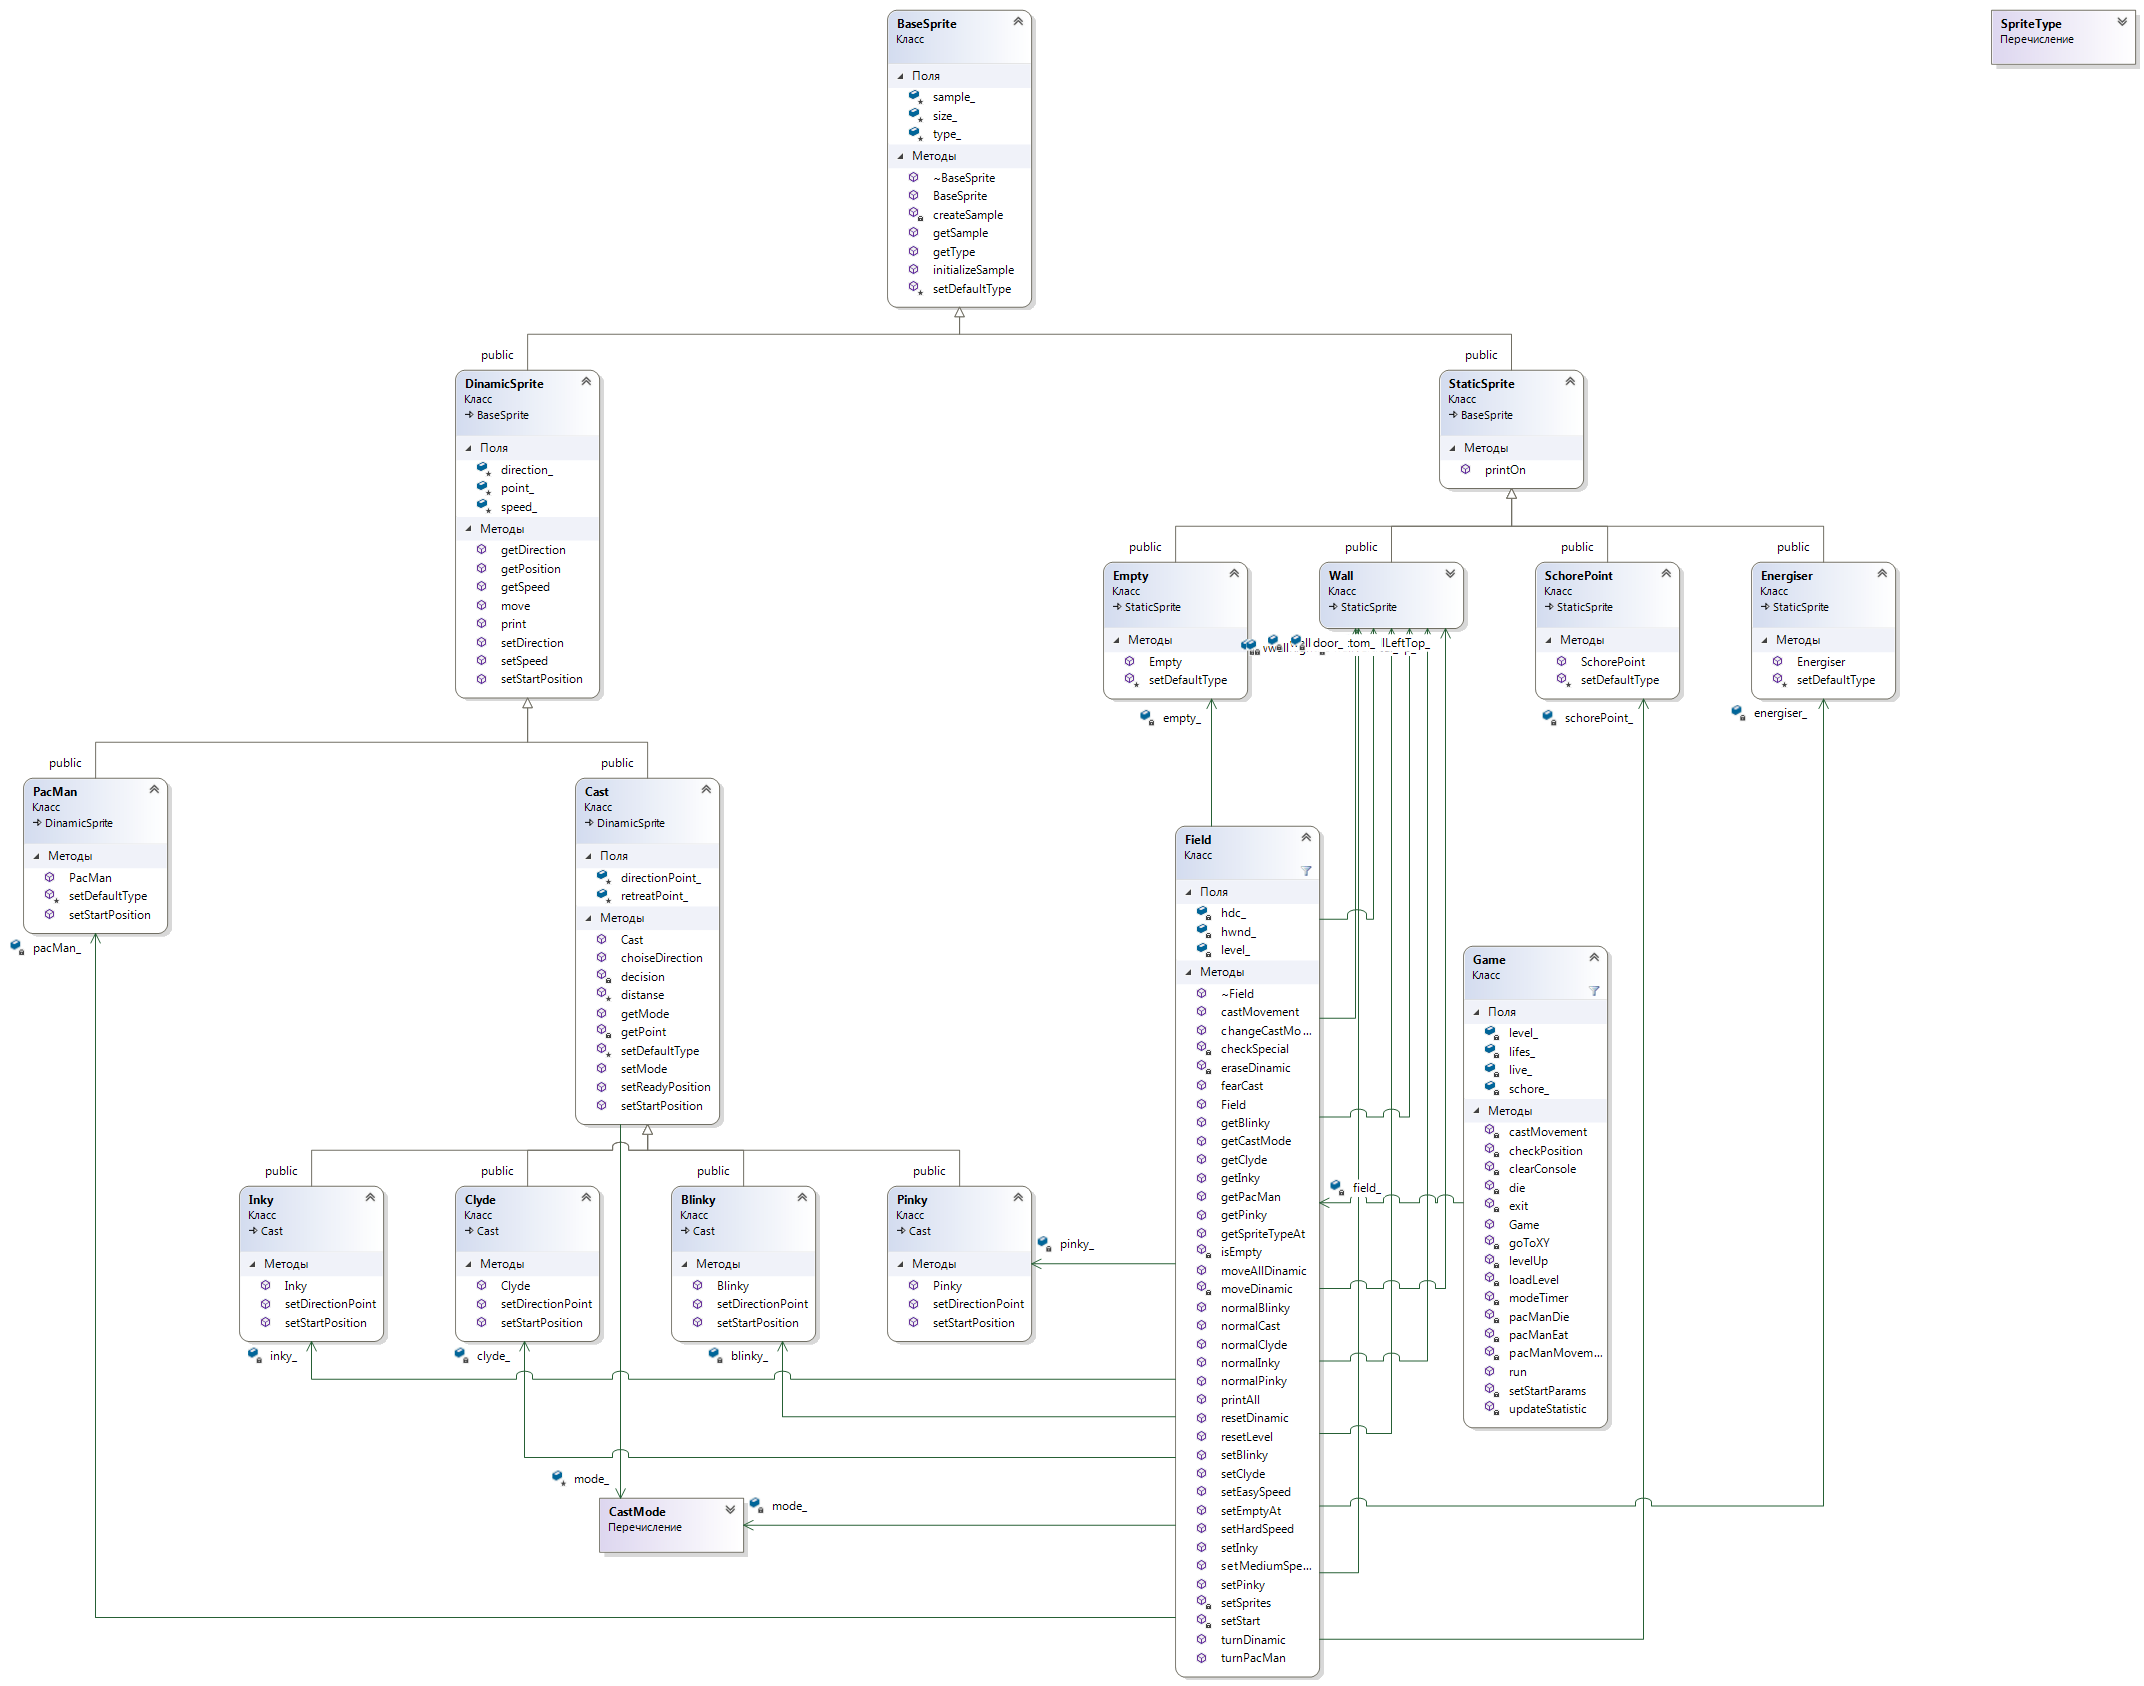 BaseSprite
Класс
Поля
sample_
size_
type_
Методы
~BaseSprite
BaseSprite
createSample
getSample
getType
initializeSample
setDefaultType
SpriteType
Перечисление
public
public
DinamicSprite
Класс
BaseSprite
Поля
direction_
point_
speed_
Методы
getDirection
getPosition
getSpeed
move
print
setDirection
setSpeed
setStartPosition
StaticSprite
Класс
BaseSprite
Методы
printOn
public
public
public
public
Empty
Класс
StaticSprite
Методы
Empty
setDefaultType
Wall
Класс
StaticSprite
door_
LeftTop_
SchorePoint
Класс
StaticSprite
Методы
SchorePoint
setDefaultType
Energiser
Класс
StaticSprite
Методы
Energiser
setDefaultType
empty_
schorePoint_
energiser_
public
public
PacMan
Класс
DinamicSprite
Методы
PacMan
setDefaultType
setStartPosition
pacMan_
Cast
Класс
DinamicSprite
Поля
directionPoint_
retreatPoint_
Методы
Cast
choiseDirection
decision
distanse
getMode
getPoint
setDefaultType
setMode
setReadyPosition
setStartPosition
Field
Класс
Поля
hdc_
hwnd_
level_
Методы
~Field
castMovement
changeCastMo...
checkSpecial
eraseDinamic
fearCast
Field
getBlinky
getCastMode
getClyde
getInky
getPacMan
getPinky
getSpriteTypeAt
isEmpty
moveAllDinamic
moveDinamic
normalBlinky
normalCast
normalClyde
normalInky
normalPinky
printAll
resetDinamic
resetLevel
setBlinky
setClyde
setEasySpeed
setEmptyAt
setHardSpeed
setInky
setMediumSpe...
setPinky
setSprites
setStart
turnDinamic
turnPacMan
Game
Класс
Поля
level_
lifes_
live_
schore_
Методы
castMovement
checkPosition
clearConsole
die
exit
Game
goToXY
levelUp
loadLevel
modeTimer
pacManDie
pacManEat
pacManMovem...
run
setStartParams
updateStatistic
field_
public
public
public
public
Inky
Класс
Cast
Методы
Inky
setDirectionPoint
setStartPosition
Clyde
Класс
Cast
Методы
Clyde
setDirectionPoint
setStartPosition
Blinky
Класс
Cast
Методы
Blinky
setDirectionPoint
setStartPosition
Pinky
Класс
Cast
Методы
Pinky
setDirectionPoint
setStartPosition
pinky_
inky_
clyde_
blinky_
mode_
mode_
CastMode
Перечисление